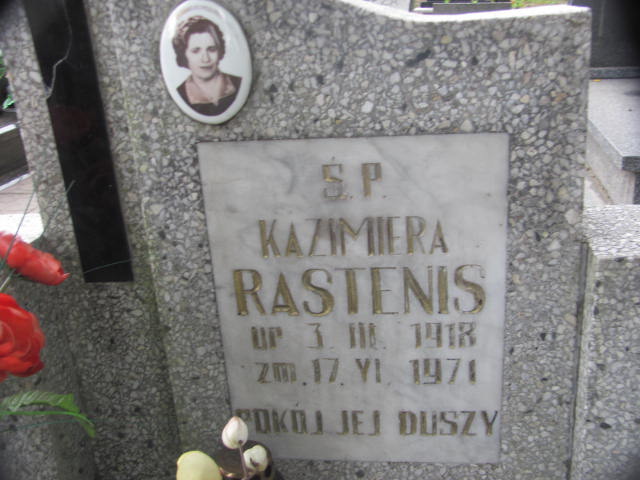 Ś.P.
KAZIMIERA
RASTENIS
ur 3. III. 1918
zm. 17. VI. 1971
POKÓJ JEJ DUSZY